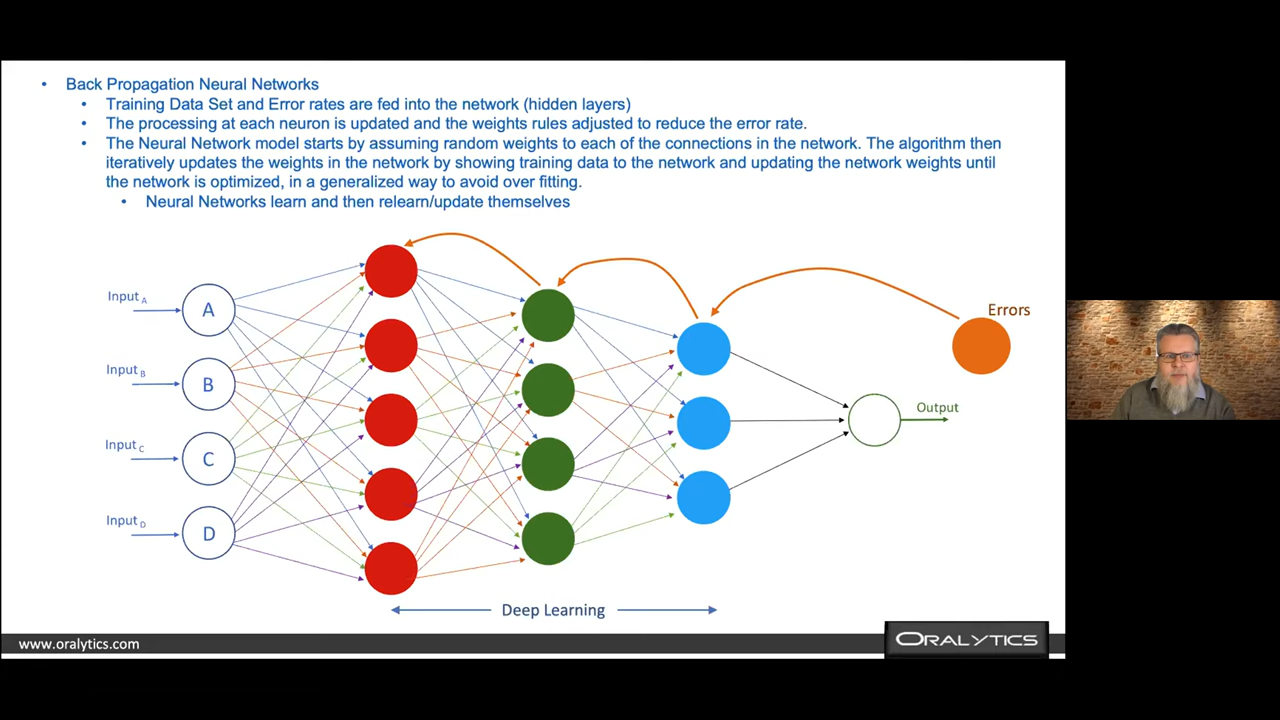 • Back Propagation Neural Networks
• Training Data Set and Error rates are fed into the network (hidden layers)
• The processing at each neuron is updated and the weights rules adjusted to reduce the error rate.
• The Neural Network model starts by assuming random weights to each of the connections in the network. The algorithm then
iteratively updates the weights in the network by showing training data to the network and updating the network weights until
the network is optimized, in a generalized way to avoid over fitting.
• Neural Networks learn and then relearn/update themselves
Input A
A
Input B
B
Input C
C
Input D
D
Errors
Output
Deep Learning
www.oralytics.com
ORALYTICS